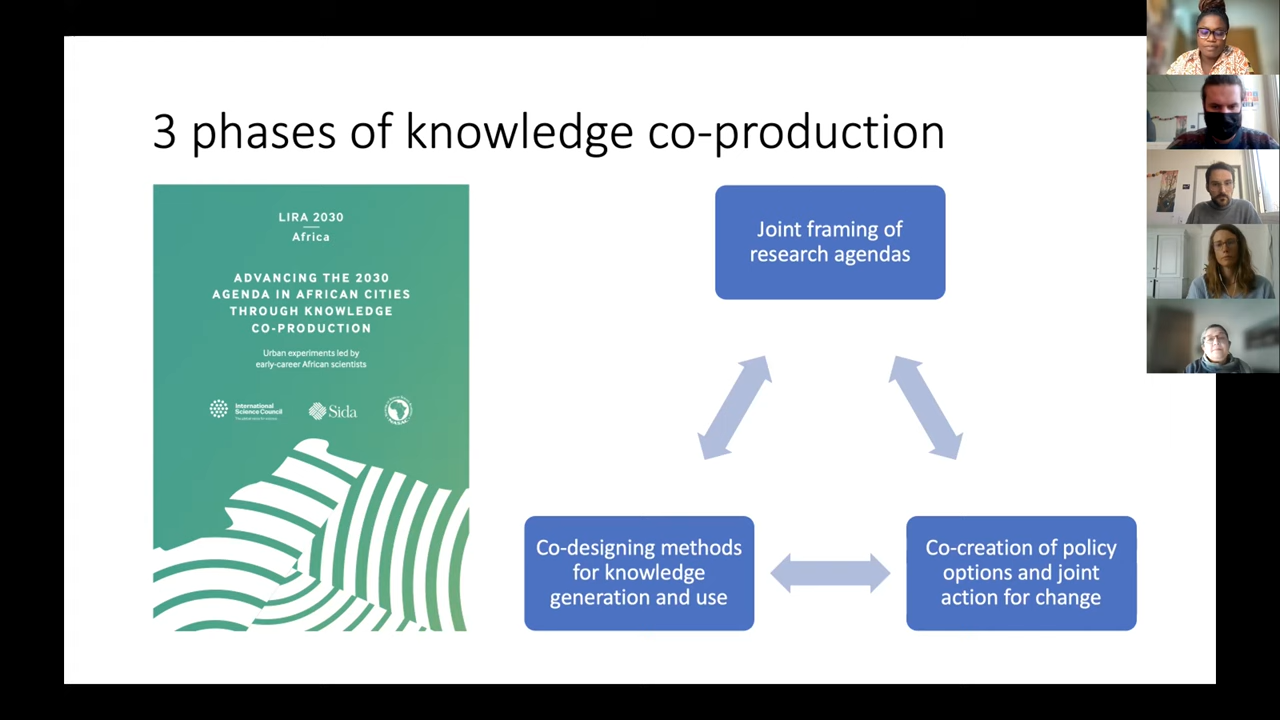 3 phases of knowledge co-production
LIRA 2030
Africa
ADVANCING THE 2030
AGENDA IN AFRICAN CITIES
THROUGH KNOWLEDGE
CO-PRODUCTION
Urban experiments led by
early-career African scientists
International
Science Council
Sida
Joint framing of
research agendas
Co-designing methods
for knowledge
generation and use
Co-creation of policy
options and joint
action for change